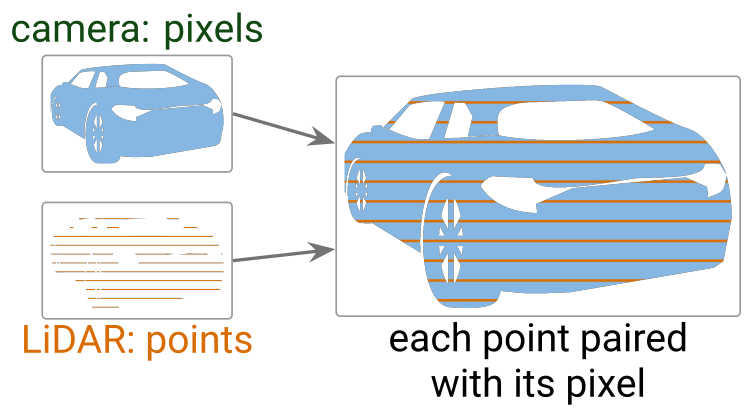 camera: pixels
LiDAR: points
each point paired
with its pixel